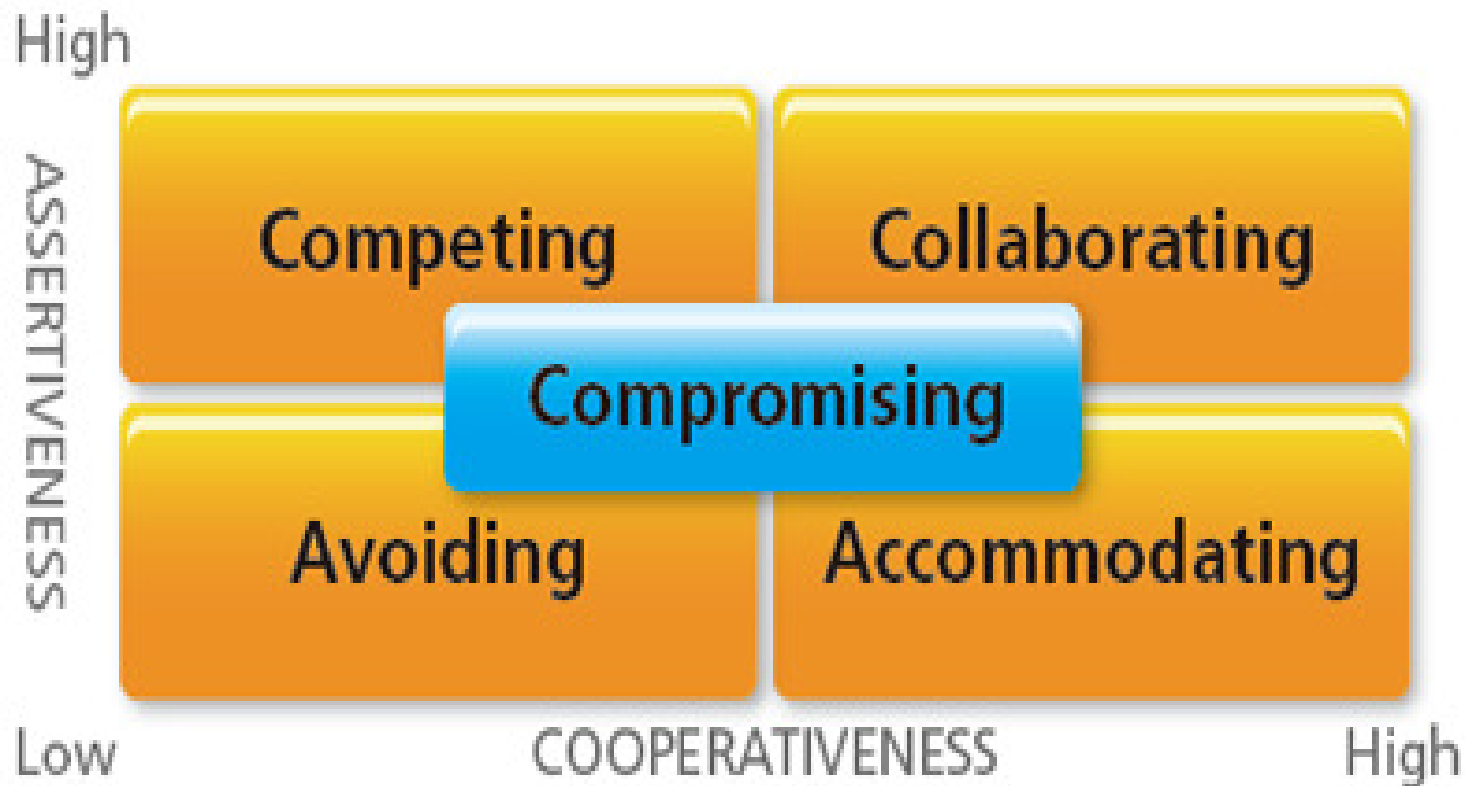 High
ASSERTIVENESS
Competing
Collaborating
Compromising
Avoiding
Accommodating
Low
COOPERATIVENESS
High